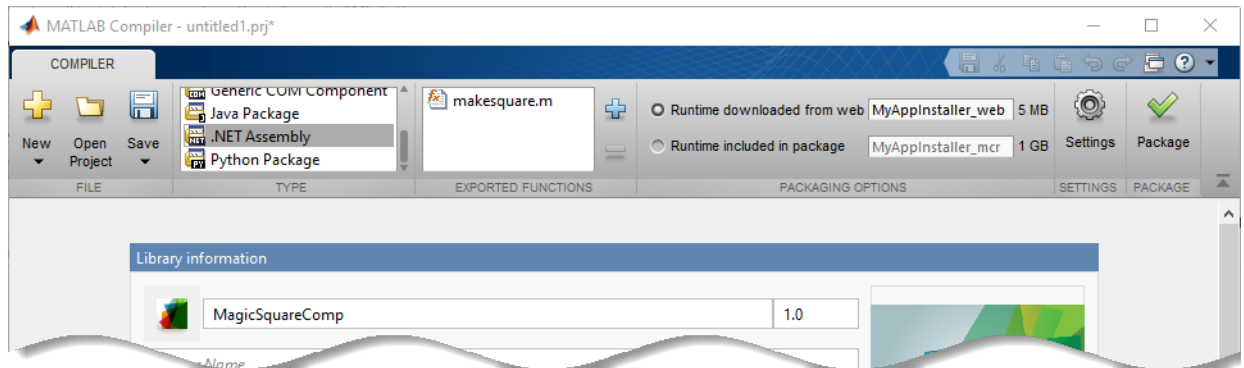 MATLAB Compiler - untitled1.prj*
COMPILER
Generic COM Component
Java Package
.NET Assembly
Python Package
makesquare.m
Runtime downloaded from web MyAppInstaller_web 5 MB
Runtime included in package MyAppInstaller_mcr 1 GB
New
Open Project
Save
Settings
Package
FILE
TYPE
EXPORTED FUNCTIONS
PACKAGING OPTIONS
SETTINGS
PACKAGE
Library information
MagicSquareComp
1.0
Name